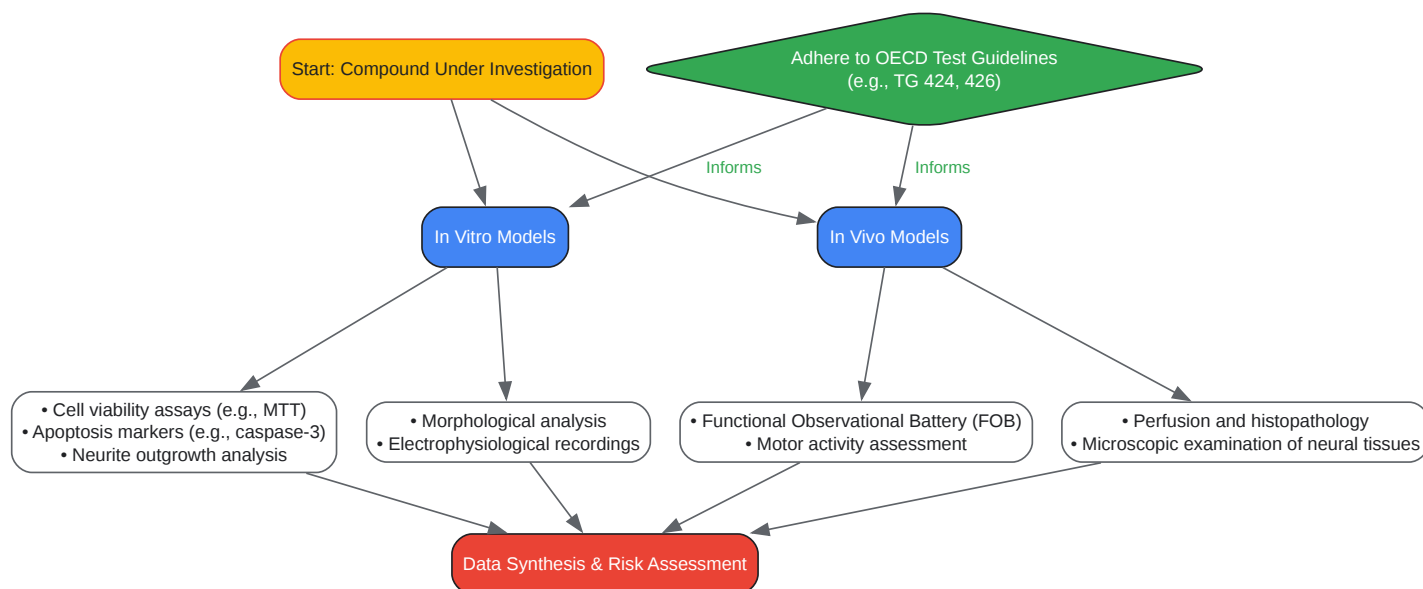 Start: Compound Under Investigation
Adhere to OECD Test Guidelines
(e.g., TG 424, 426)
Informs
Informs
In Vitro Models
In Vivo Models
• Cell viability assays (e.g., MTT)
• Apoptosis markers (e.g., caspase-3)
• Neurite outgrowth analysis
• Morphological analysis
• Electrophysiological recordings
• Functional Observational Battery (FOB)
• Motor activity assessment
• Perfusion and histopathology
• Microscopic examination of neural tissues
Data Synthesis & Risk Assessment